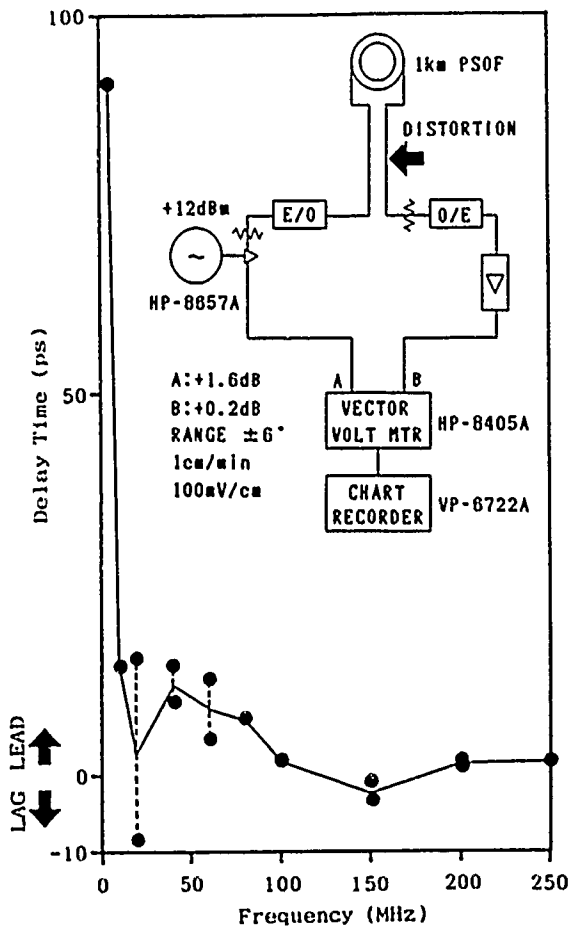 100
1km PSOF
DISTORTION
+12dBm
E/O
O/E
~
HP-8657A
A:+1.6dB
B:+0.2dB
RANGE ±6°
1cm/min
100mV/cm
A
B
VECTOR
VOLT MTR
HP-8405A
CHART
RECORDER
VP-6722A
50
Delay Time (ps)
LAG LEAD
0
-10
0
50
100
150
200
250
Frequency (MHz)